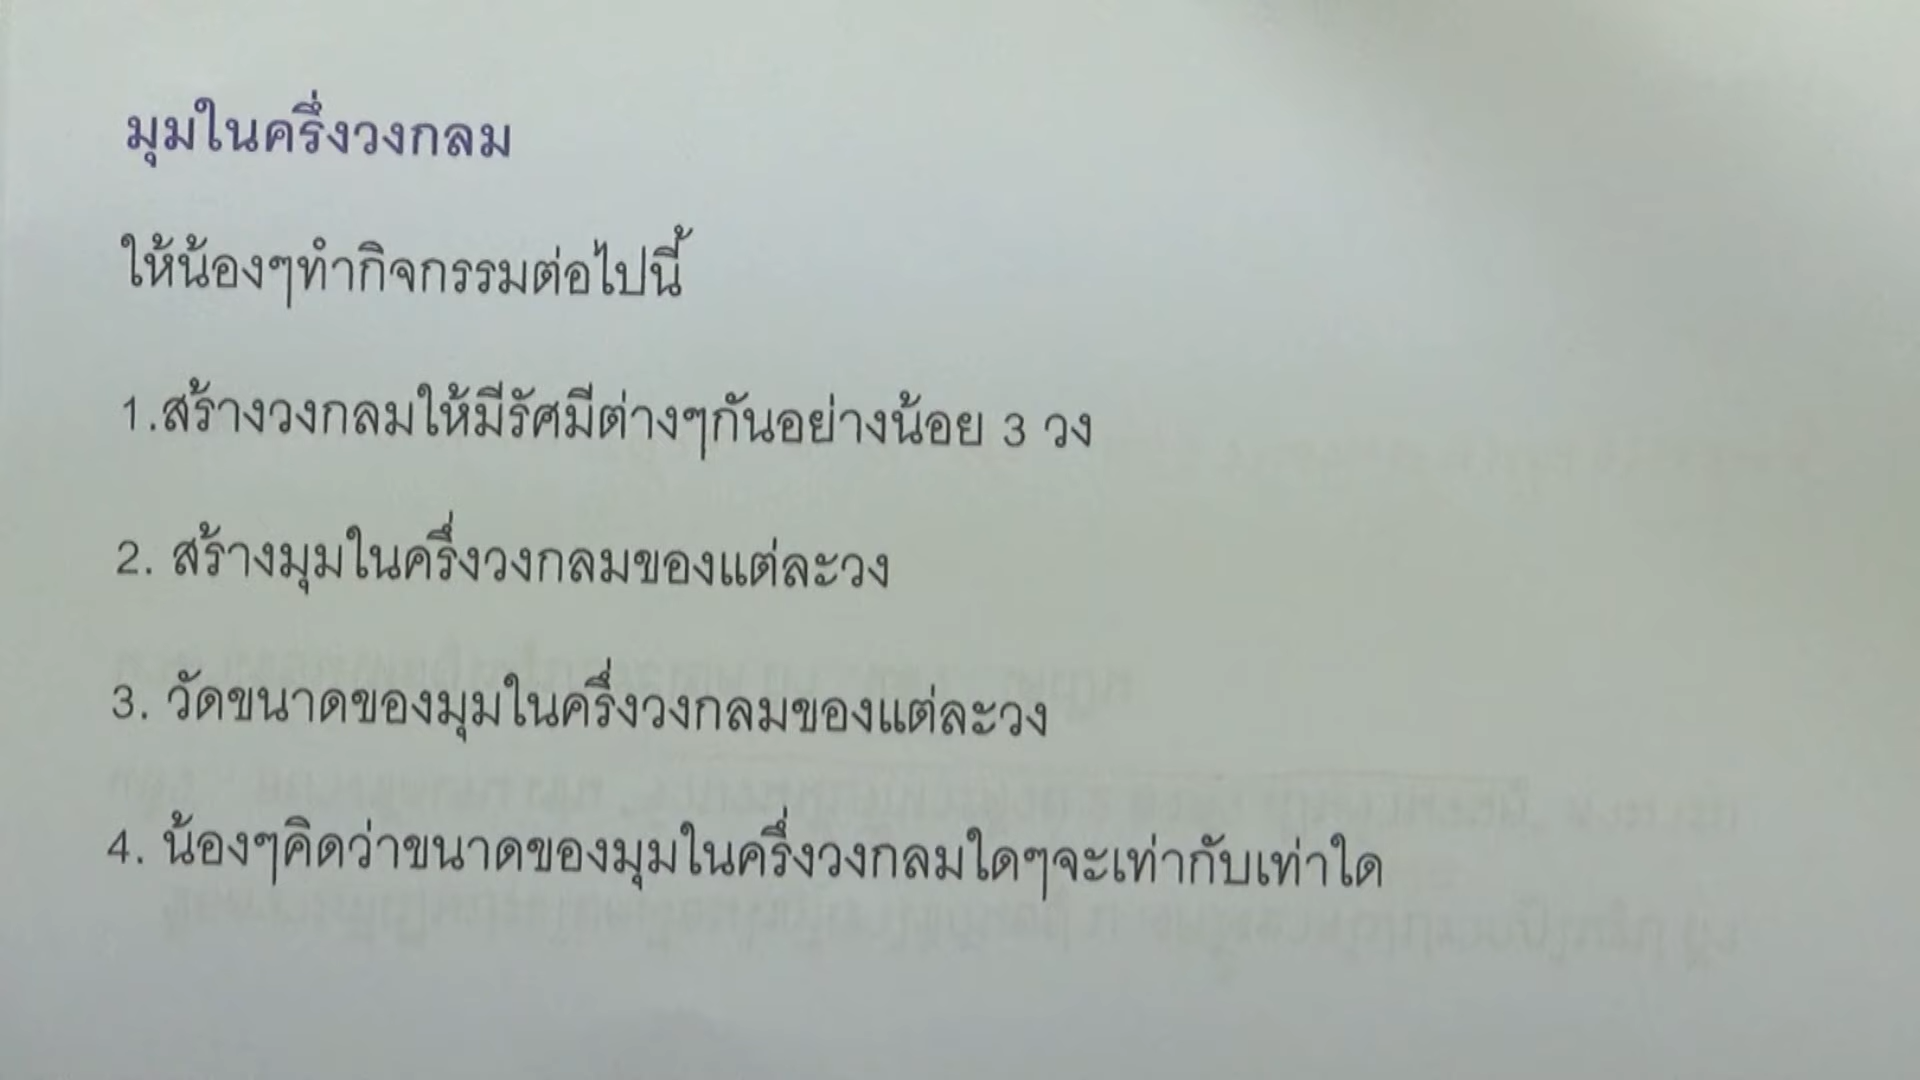 มุมในครึ่งวงกลม
ให้น้องๆทำกิจกรรมต่อไปนี้
1.สร้างวงกลมให้มีรัศมีต่างๆกันอย่างน้อย 3 วง
2. สร้างมุมในครึ่งวงกลมของแต่ละวง
3. วัดขนาดของมุมในครึ่งวงกลมของแต่ละวง
4. น้องๆคิดว่าขนาดของมุมในครึ่งวงกลมใดๆจะเท่ากับเท่าใด